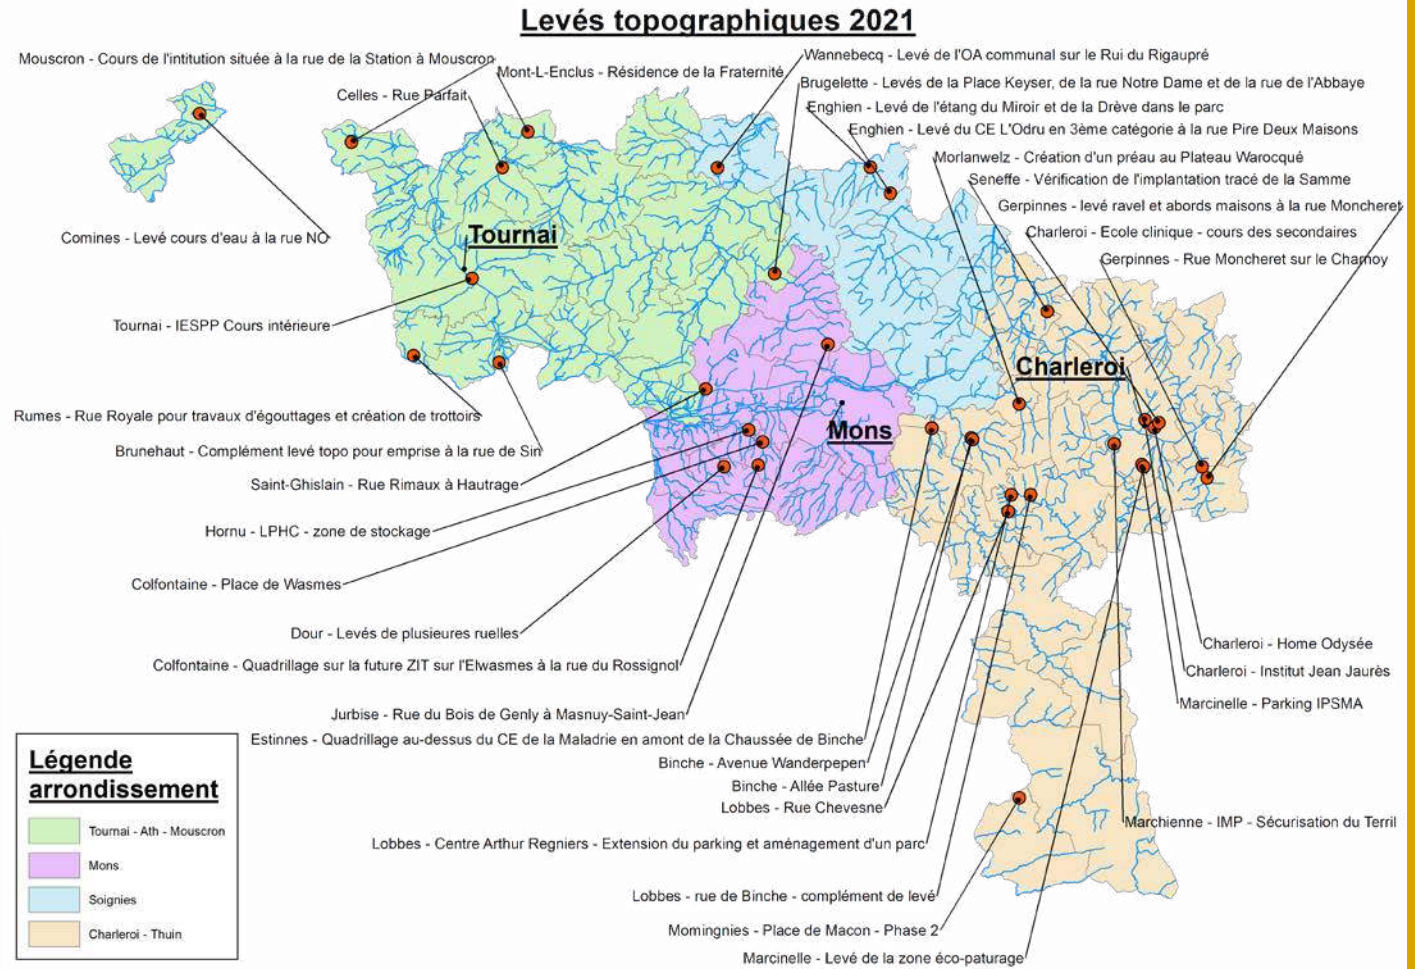 Levés topographiques 2021
Mouscron - Cours de l'intitution située à la rue de la Station à Mouscron
Mont-L-Enclus - Résidence de la Fraternité
Celles - Rue Parfait
Wannebecq - Levé de l'OA communal sur le Rui du Rigaupré
Brugelette - Levés de la Place Keyser, de la rue Notre Dame et de la rue de l'Abbaye
Enghien - Levé de l'étang du Miroir et de la Drève dans le parc
Enghien - Levé du CE L'Odru en 3ème catégorie à la rue Pire Deux Maisons
Morlanwelz - Création d'un préau au Plateau Warocqué
Seneffe - Vérification de l'implantation tracé de la Samme
Gerpinnes - levé ravel et abords maisons à la rue Moncheret
Charleroi - Ecole clinique - cours des secondaires
Gerpinnes - Rue Moncheret sur le Charnoy
Comines - Levé cours d'eau à la rue NO
Tournai
Tournai - IESPP Cours intérieure
Charleroi
Rumes - Rue Royale pour travaux d'égouttages et création de trottoirs
Mons
Brunehaut - Complément levé topo pour emprise à la rue de Sin
Saint-Ghislain - Rue Rimaux à Hautrage
Hornu - LPHC - zone de stockage
Colfontaine - Place de Wasmes
Dour - Levés de plusieures ruelles
Colfontaine - Quadrillage sur la future ZIT sur l'Elwasmes à la rue du Rossignol
Charleroi - Home Odysée
Charleroi - Institut Jean Jaurès
Marcinelle - Parking IPSMA
Jurbise - Rue du Bois de Genly à Masnuy-Saint-Jean
Estinnes - Quadrillage au-dessus du CE de la Maladrie en amont de la Chaussée de Binche
Binche - Avenue Wanderpepen
Binche - Allée Pasture
Lobbes - Rue Chevesne
Marchienne - IMP - Sécurisation du Terril
Lobbes - Centre Arthur Regniers - Extension du parking et aménagement d'un parc
Lobbes - rue de Binche - complément de levé
Momingnies - Place de Macon - Phase 2
Marcinelle - Levé de la zone éco-paturage
Légende
arrondissement
Tournai - Ath - Mouscron
Mons
Soignies
Charleroi - Thuin